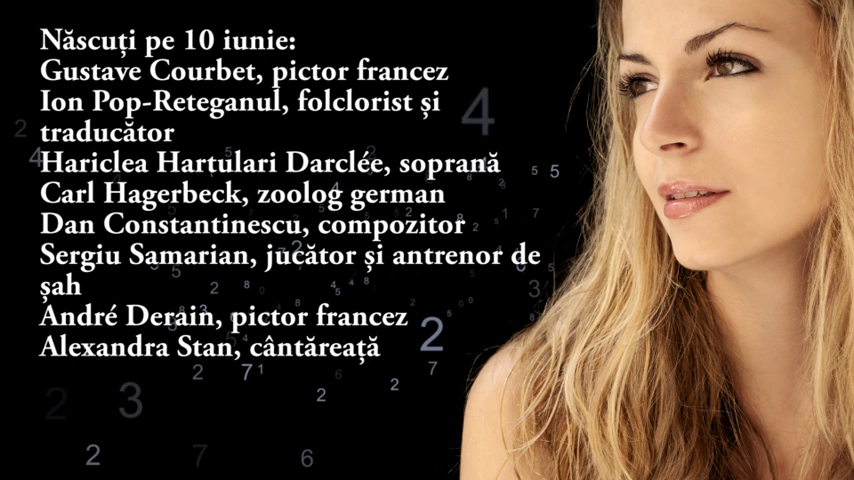 Născuți pe 10 iunie:
Gustave Courbet, pictor francez
Ion Pop-Reteganul, folclorist și
traducător
Hariclea Hartulari Darclée, soprană
Carl Hagerbeck, zoolog german
Dan Constantinescu, compozitor
Sergiu Samarian, jucător și antrenor de
șah
André Derain, pictor francez
Alexandra Stan, cântăreață